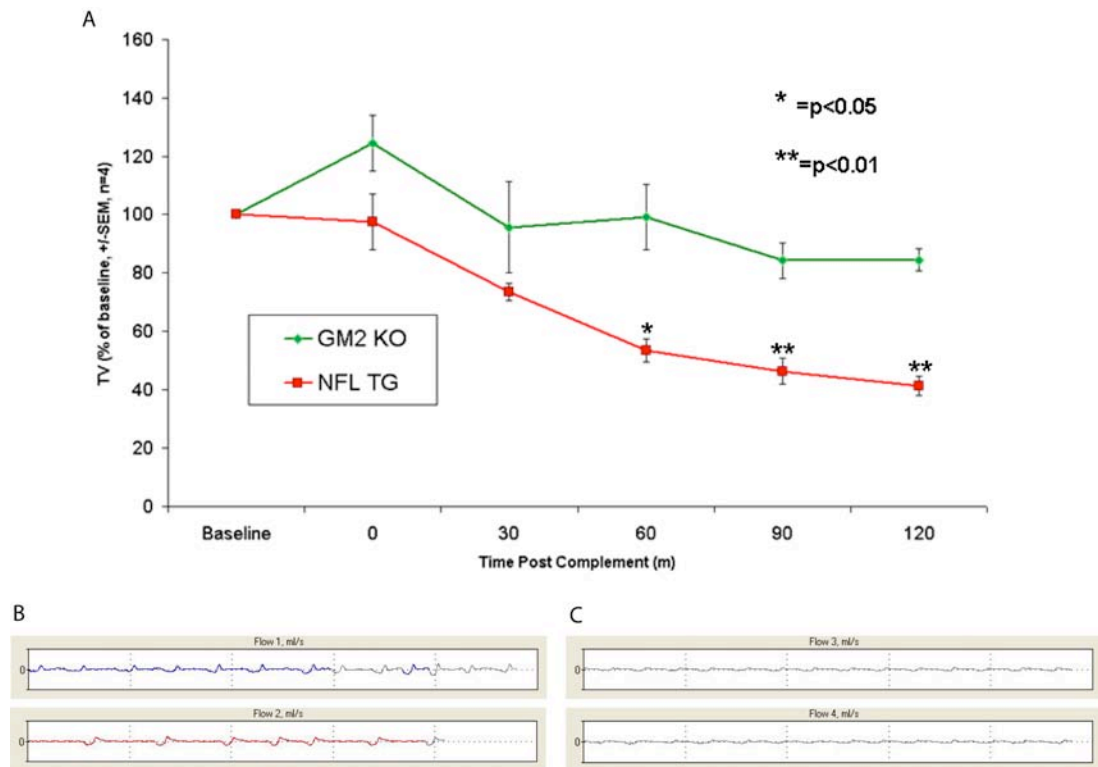 A
TV (% of baseline, +/-SEM, n=4)
160
140
120
100
80
60
40
20
0
* =p<0.05
**=p<0.01
GM2 KO
NFL TG
*
**
**
Baseline 0 30 60 90 120
Time Post Complement (m)
B
Flow 1, ml/s
0
Flow 2, ml/s
0
C
Flow 3, ml/s
0
Flow 4, ml/s
0